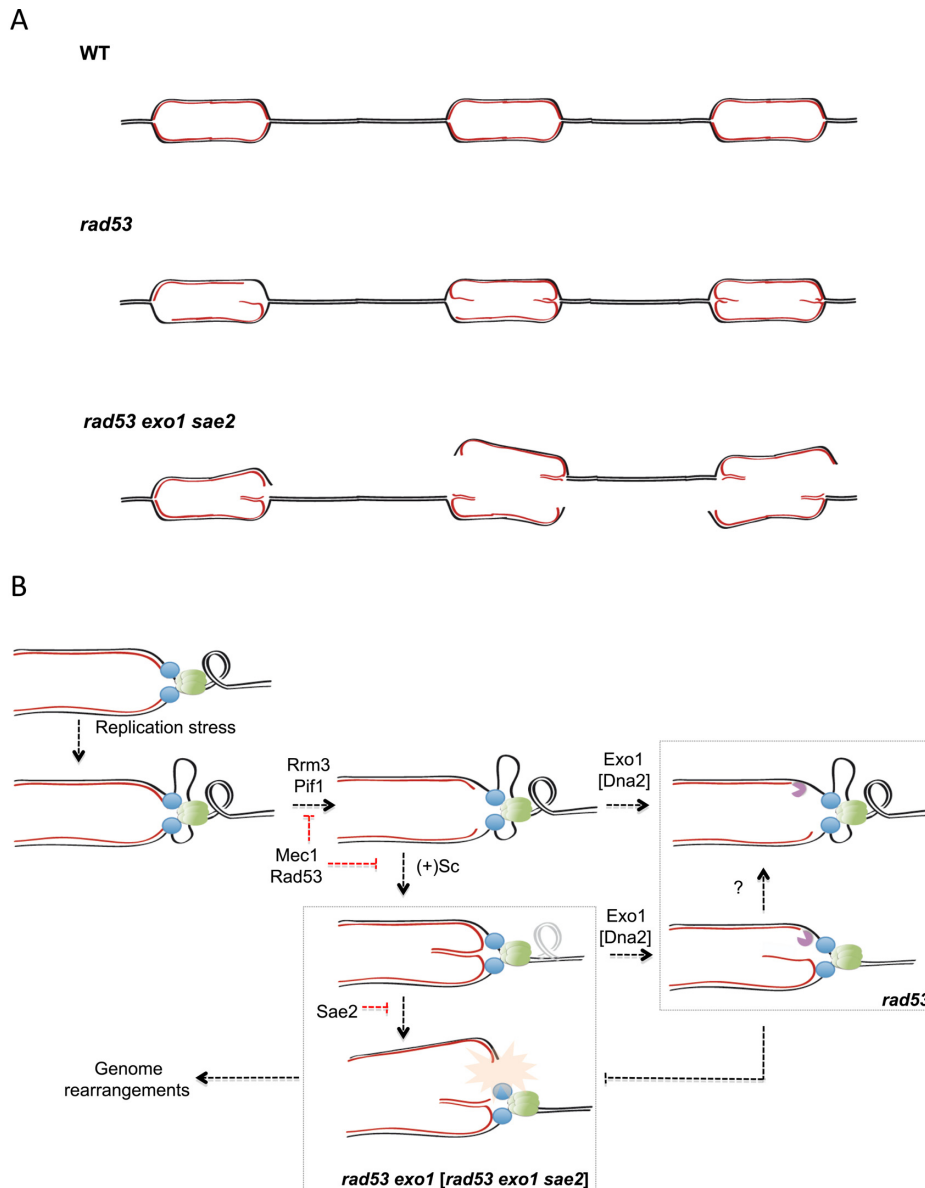 A
WT
rad53
rad53 exo1 sae2
B
Replication stress
Rrm3
Pif1
Exo1
[Dna2]
Mec1
Rad53
(+)Sc
?
Exo1
[Dna2]
rad53
Sae2
Genome
rearrangements
rad53 exo1 [rad53 exo1 sae2]